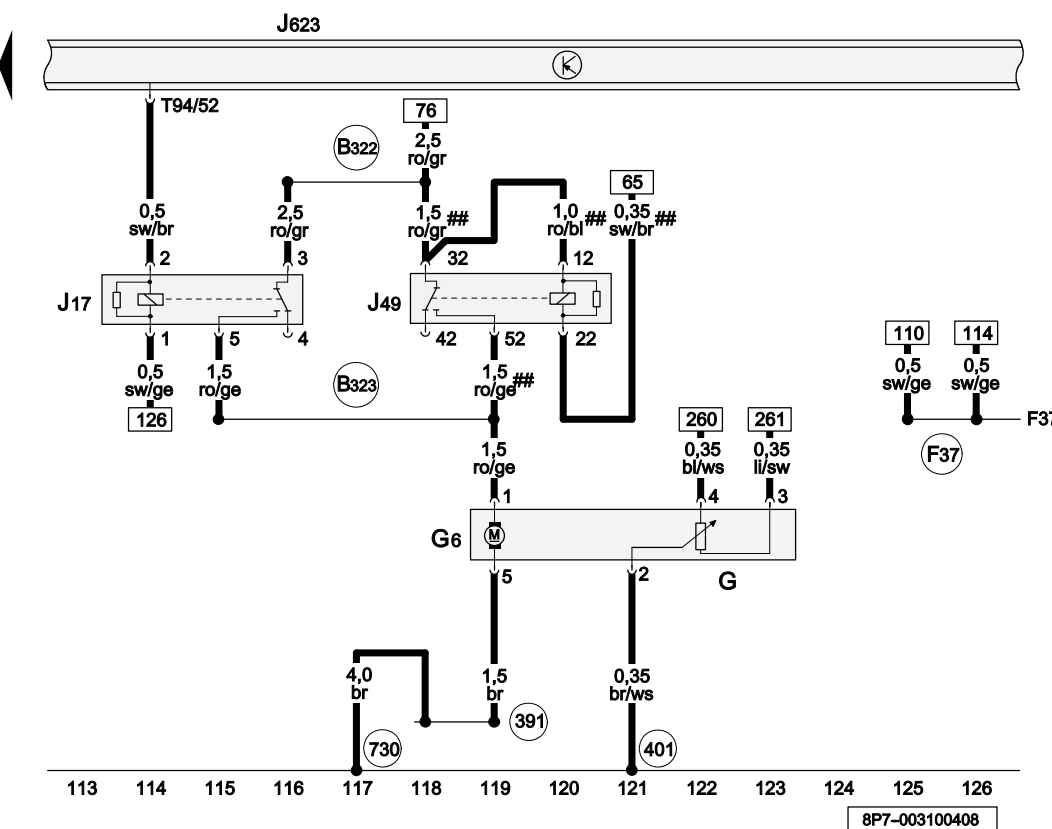 J623
T94/52
76
B322
2,5
ro/gr
65
0,5
sw/br
2,5
ro/gr
1,5
ro/gr ##
1,0
ro/bl ##
0,35
sw/br ##
2
3
32
12
J17
J49
1
5
4
42
52
22
0,5
sw/ge
1,5
ro/ge
B323
1,5
ro/ge ##
110
114
0,5
sw/ge
0,5
sw/ge
126
260
261
F37
F37
1,5
ro/ge
0,35
bl/ws
0,35
li/sw
1
4
3
G6
M
5
2
G
4,0
br
1,5
br
0,35
br/ws
391
730
401
113 114 115 116 117 118 119 120 121 122 123 124 125 126
8P7-003100408